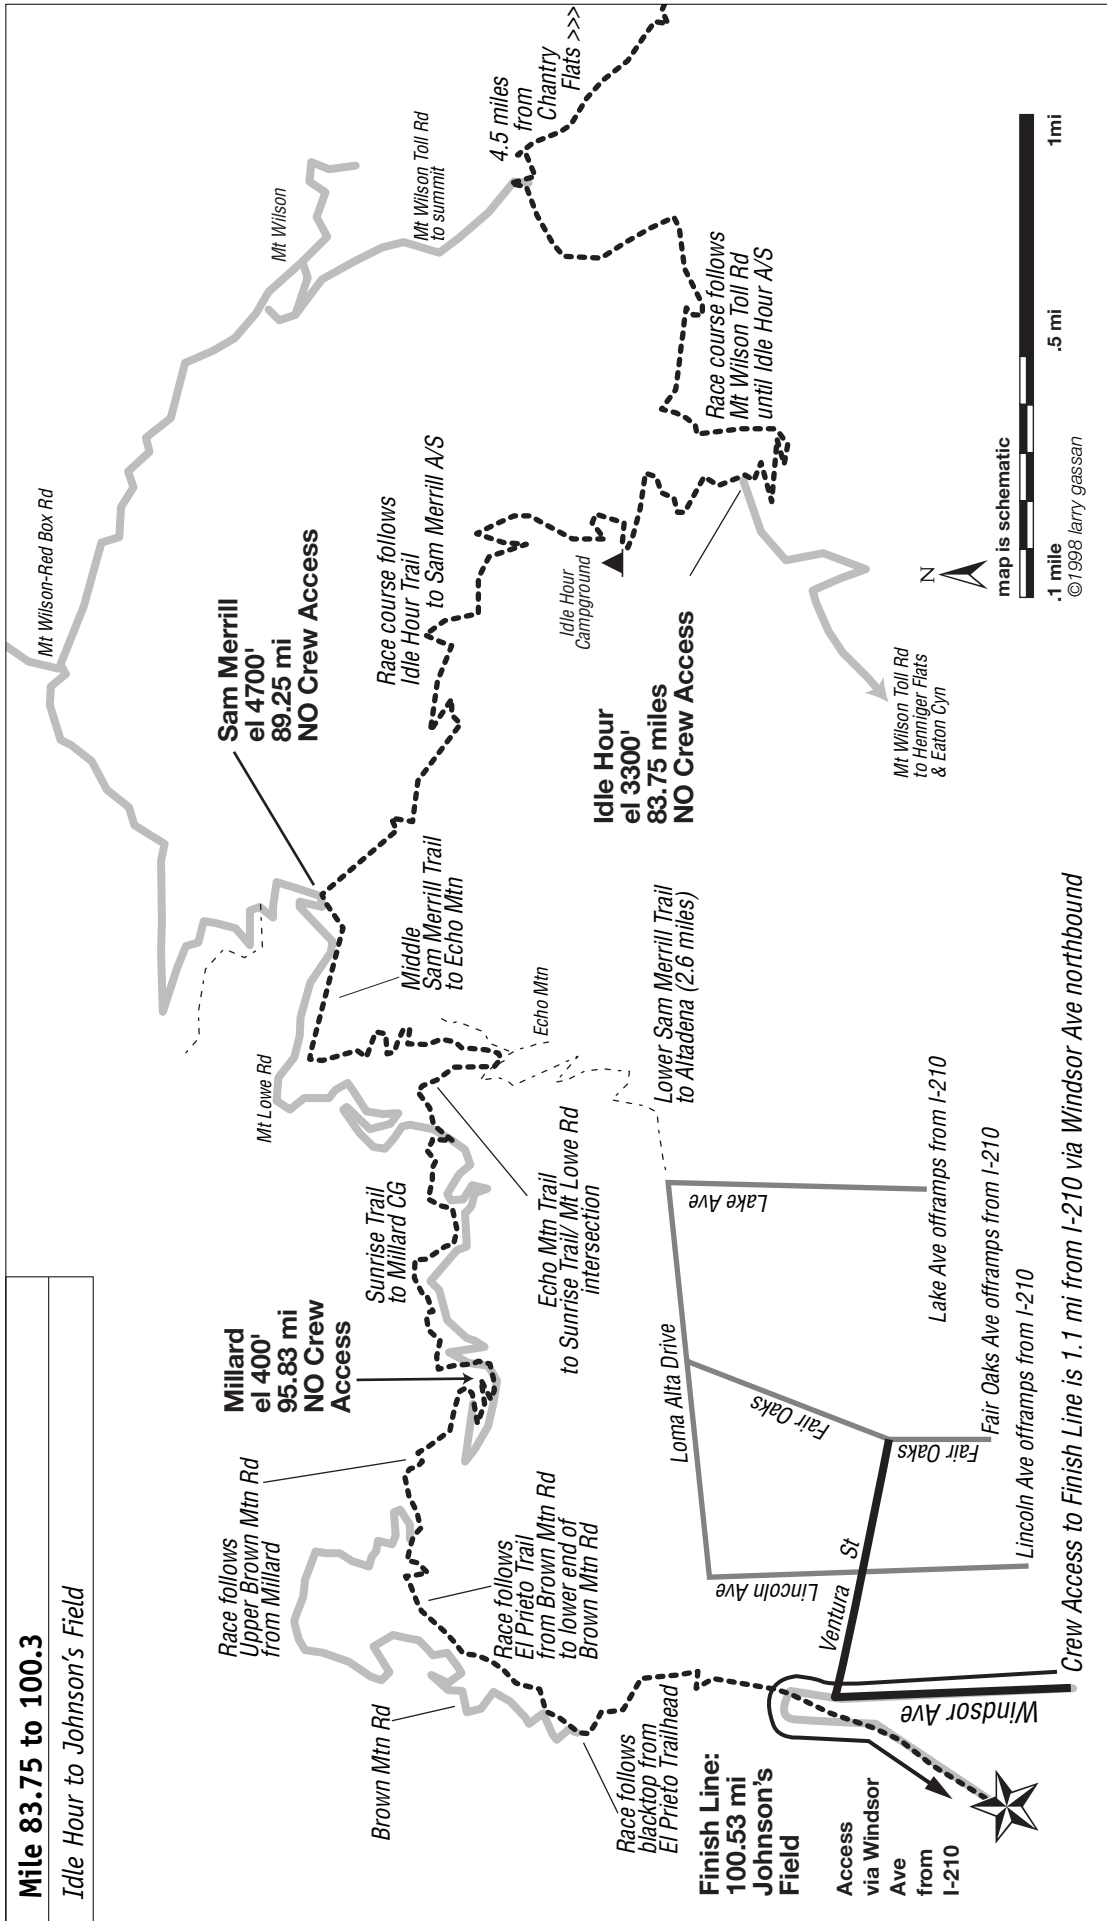 Mile 83.75 to 100.3
Idle Hour to Johnson's Field
Mt Wilson-Red Box Rd
Mt Wilson
Mt Wilson Toll Rd
to summit
4.5 miles
from
Chantry
Flats >>>
Sam Merrill
el 4700'
89.25 mi
NO Crew Access
Race course follows
Idle Hour Trail
to Sam Merrill A/S
Race course follows
Mt Wilson Toll Rd
until Idle Hour A/S
Idle Hour
Campground
Idle Hour
el 3300'
83.75 miles
NO Crew Access
Mt Wilson Toll Rd
to Henniger Flats
& Eaton Cyn
N
map is schematic
.1 mile
.5 mi
1mi
©1998 larry gassan
Middle
Sam Merrill Trail
to Echo Mtn
Mt Lowe Rd
Echo Mtn
Lower Sam Merrill Trail
to Altadena (2.6 miles)
Echo Mtn Trail
to Sunrise Trail/ Mt Lowe Rd
intersection
Sunrise Trail
to Millard CG
Millard
el 400'
95.83 mi
NO Crew
Access
Race follows
Upper Brown Mtn Rd
from Millard
Race follows
El Prieto Trail
from Brown Mtn Rd
to lower end of
Brown Mtn Rd
Brown Mtn Rd
Race follows
blacktop from
El Prieto Trailhead
Finish Line:
100.53 mi
Johnson's
Field
Access
via Windsor
Ave
from
I-210
Loma Alta Drive
Lake Ave
Fair Oaks
Fair Oaks
Lincoln Ave
Ventura St
Windsor Ave
Lake Ave offramps from I-210
Fair Oaks Ave offramps from I-210
Lincoln Ave offramps from I-210
Crew Access to Finish Line is 1.1 mi from I-210 via Windsor Ave northbound